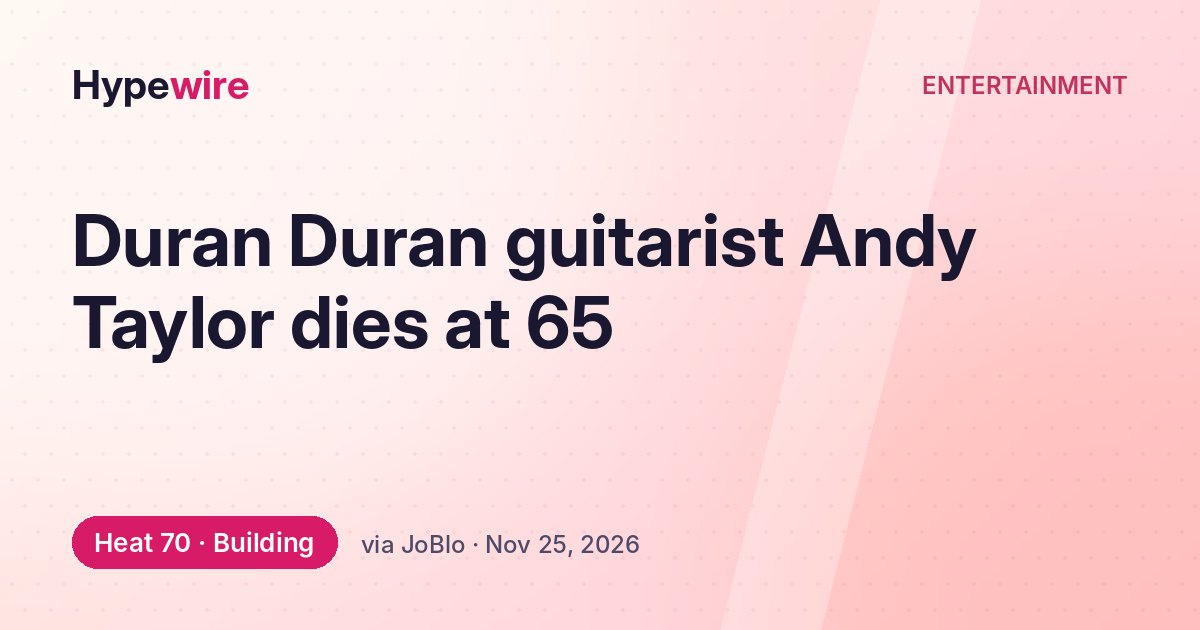 Hypewire
ENTERTAINMENT
Duran Duran guitarist Andy
Taylor dies at 65
Heat 70 · Building
via JoBlo · Nov 25, 2026